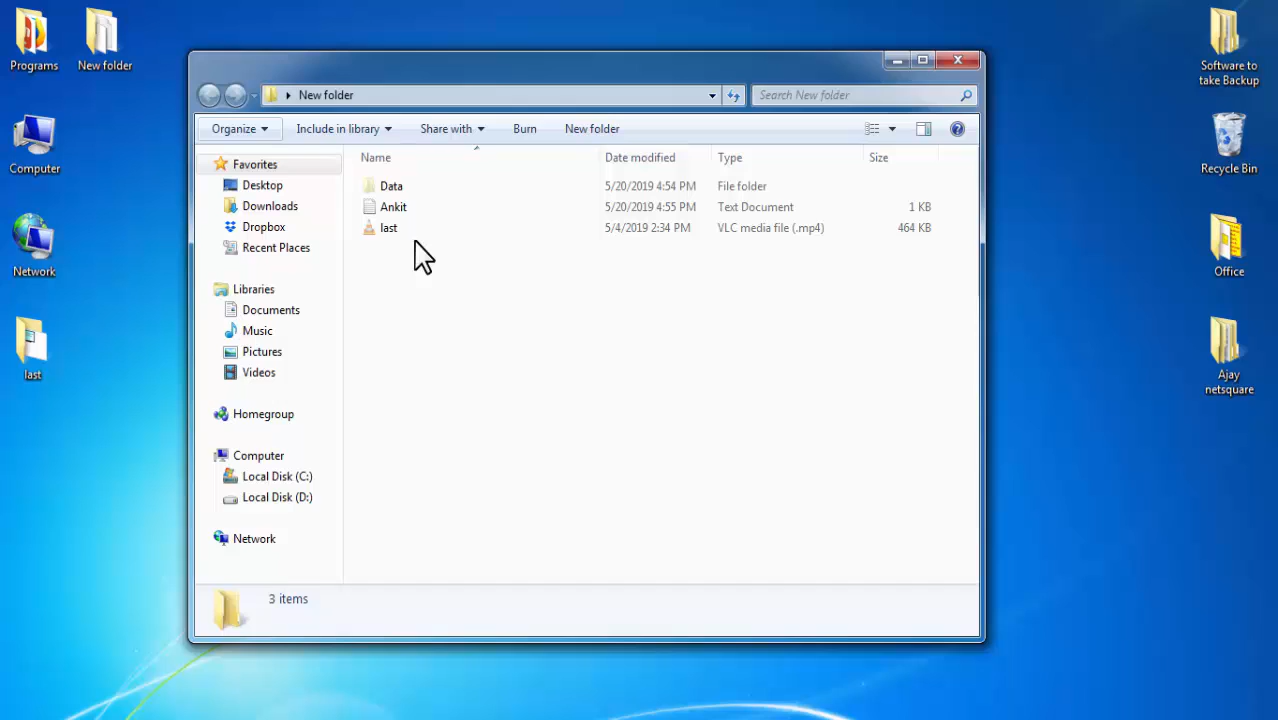 Programs
New folder
Computer
Network
last
New folder
Search New folder
Organize
Include in library
Share with
Burn
New folder
Favorites
Desktop
Downloads
Dropbox
Recent Places
Libraries
Documents
Music
Pictures
Videos
Homegroup
Computer
Local Disk (C:)
Local Disk (D:)
Network
Name Date modified Type Size
Data 5/20/2019 4:54 PM File folder
Ankit 5/20/2019 4:55 PM Text Document 1 KB
last 5/4/2019 2:34 PM VLC media file (.mp4) 464 KB
3 items
Software to
take Backup
Recycle Bin
Office
Ajay
netsquare